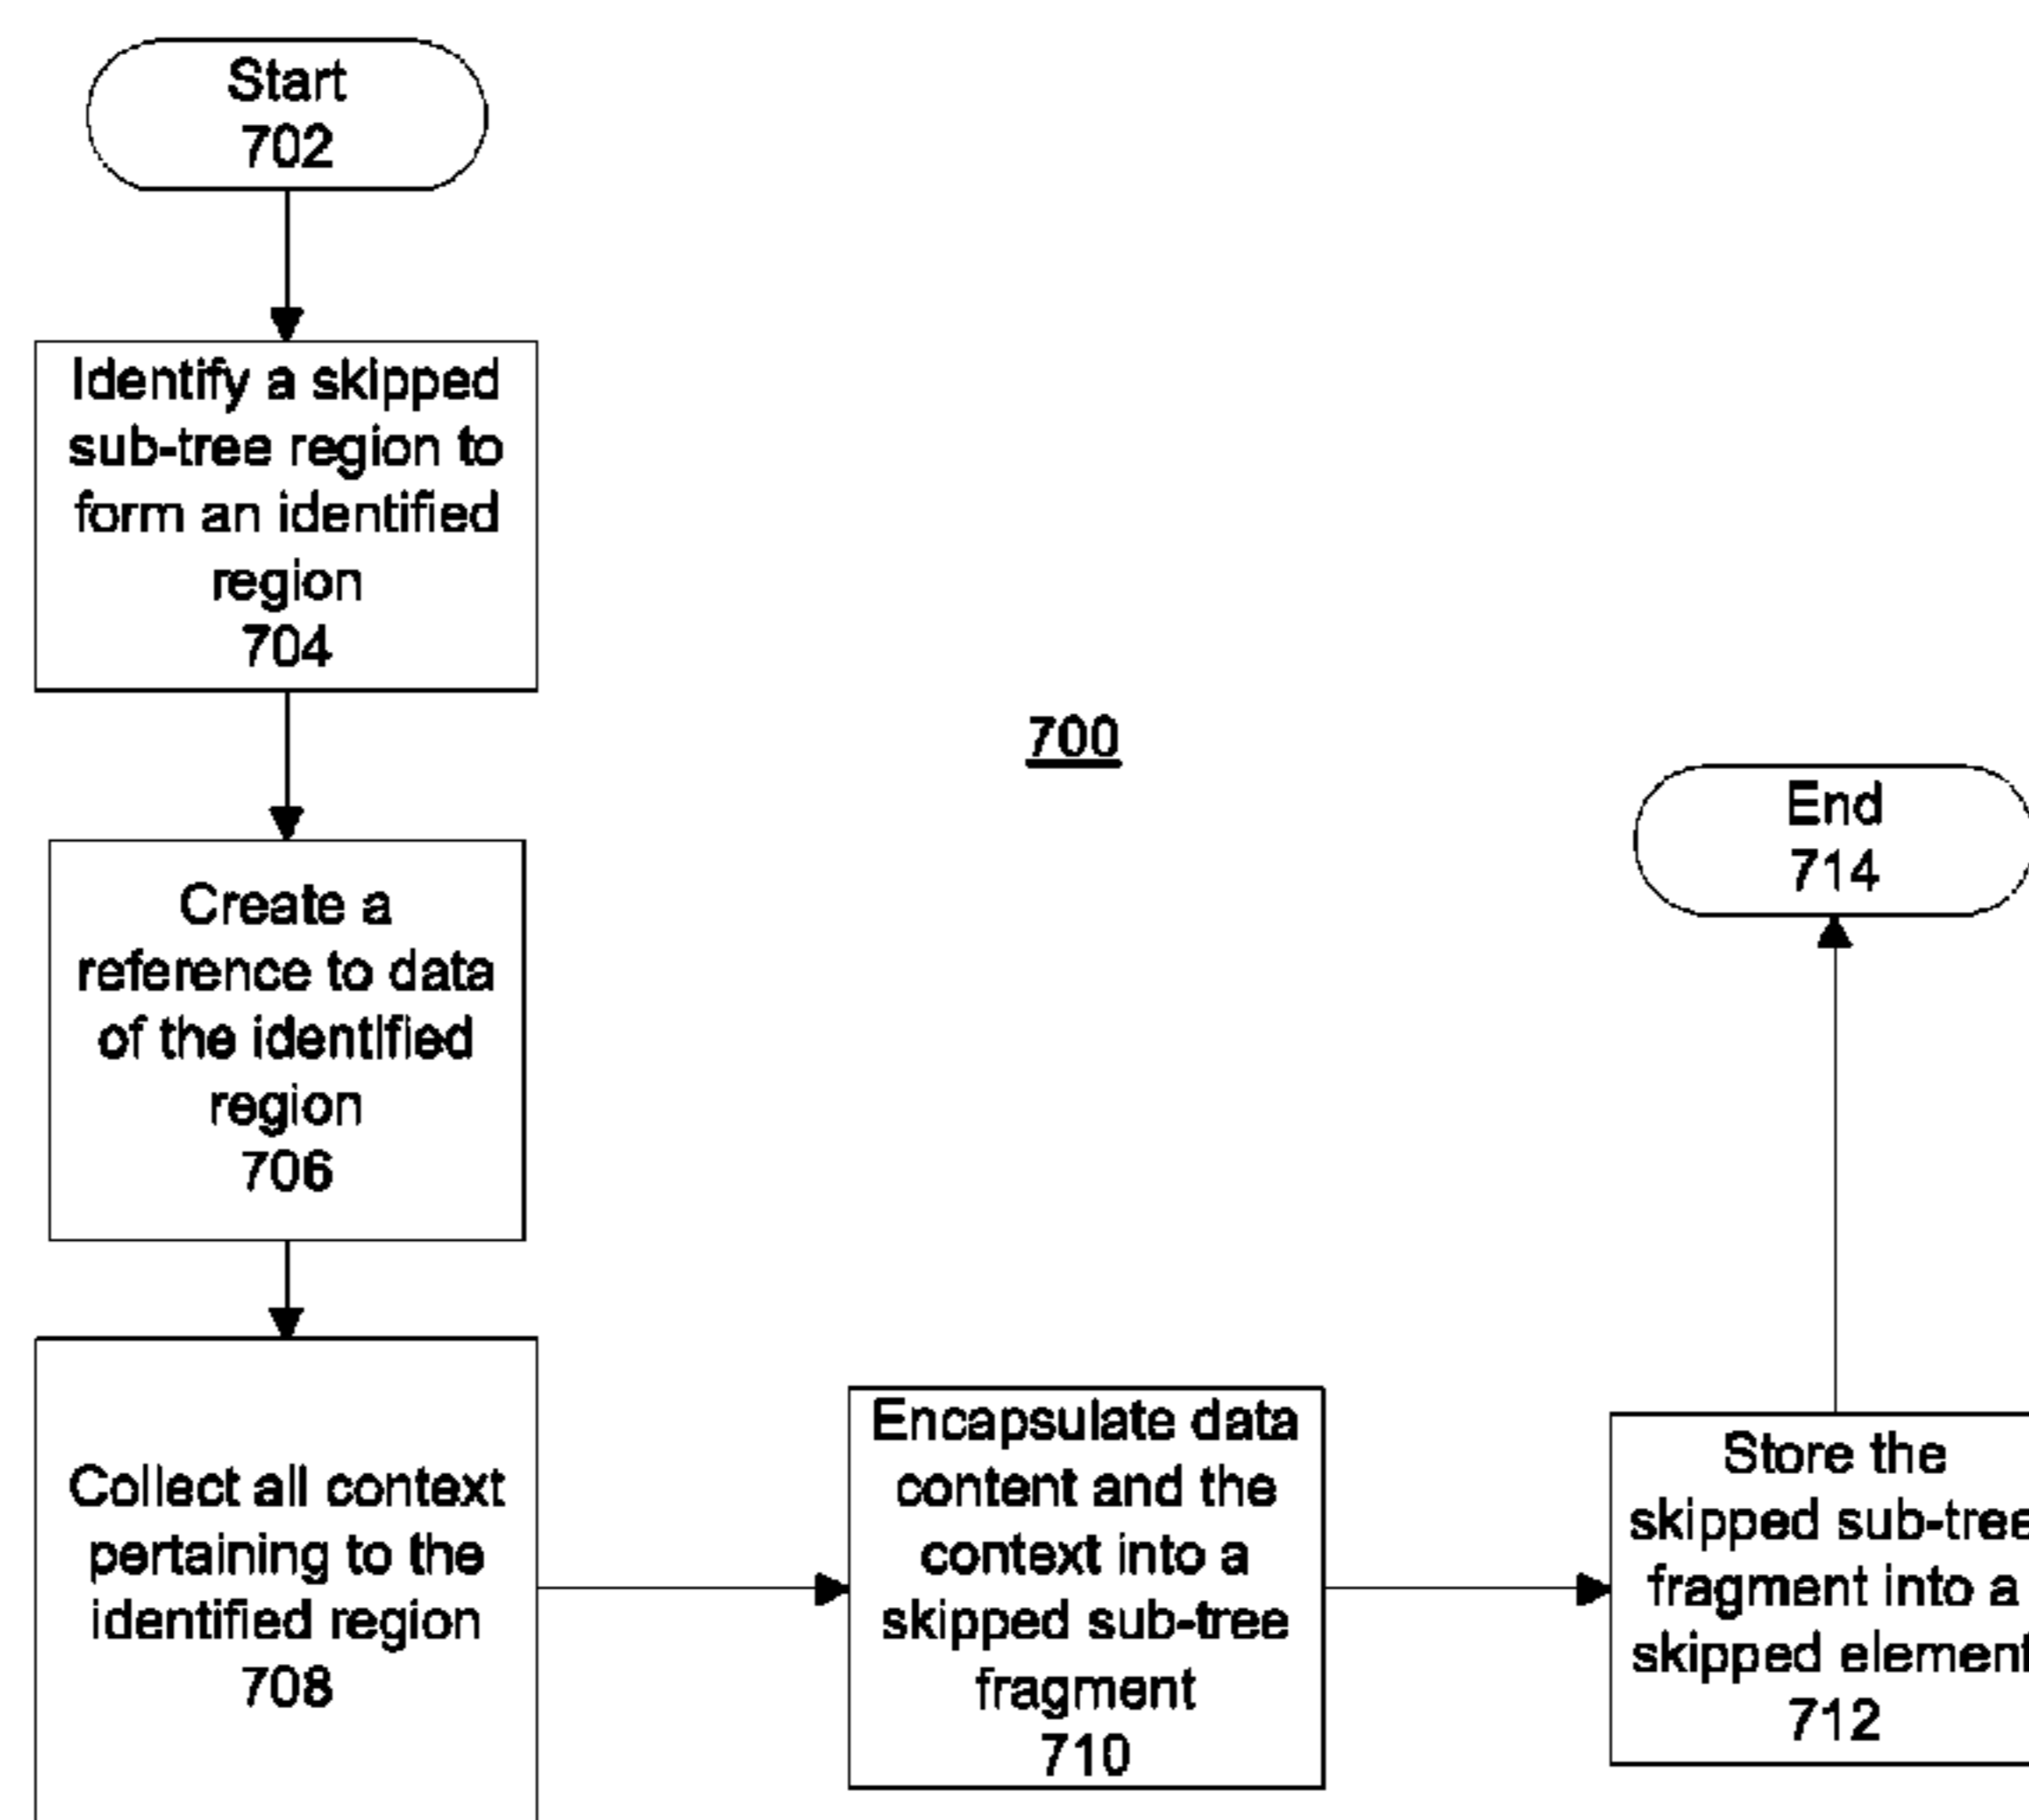 Start
702
Identify a skipped
sub-tree region to
form an identified
region
704
Create a
reference to data
of the identified
region
706
Collect all context
pertaining to the
identified region
708
700
Encapsulate data
content and the
context into a
skipped sub-tree
fragment
710
Store the
skipped sub-tree
fragment into a
skipped element
712
End
714